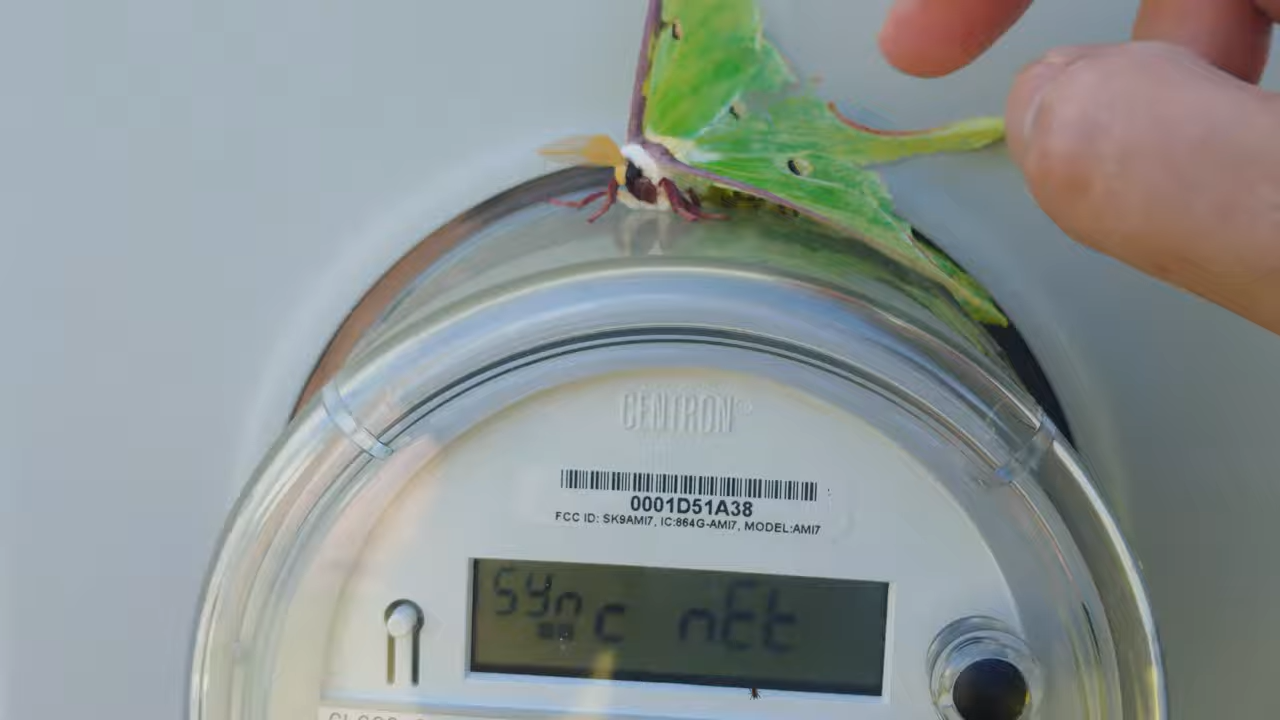 CENTRON
0001D51A38
FCC ID: SK9AMI7, IC:864G-AMI7, MODEL:AMI7
SYnc nEt